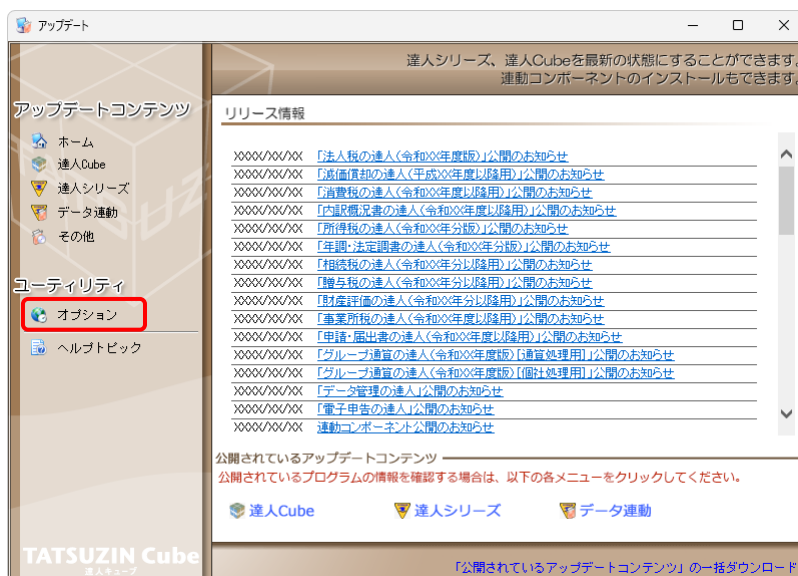 アップデート
達人シリーズ、達人Cubeを最新の状態にすることができます。
連動コンポーネントのインストールもできます。
アップデートコンテンツ
ホーム
達人Cube
達人シリーズ
データ連動
その他
ユーティリティ
オプション
ヘルプトピック
TATSUZIN Cube
達人キューブ
リリース情報
XXXX/XX/XX 「法人税の達人(令和XX年度版)」公開のお知らせ
XXXX/XX/XX 「減価償却の達人(平成XX年度以降用)」公開のお知らせ
XXXX/XX/XX 「消費税の達人(令和XX年度以降用)」公開のお知らせ
XXXX/XX/XX 「内訳概況書の達人(令和XX年度以降用)」公開のお知らせ
XXXX/XX/XX 「所得税の達人(令和XX年分版)」公開のお知らせ
XXXX/XX/XX 「年調・法定調書の達人(令和XX年分版)」公開のお知らせ
XXXX/XX/XX 「相続税の達人(令和XX年分以降用)」公開のお知らせ
XXXX/XX/XX 「贈与税の達人(令和XX年分以降用)」公開のお知らせ
XXXX/XX/XX 「財産評価の達人(令和XX年分以降用)」公開のお知らせ
XXXX/XX/XX 「事業所税の達人(令和XX年度以降用)」公開のお知らせ
XXXX/XX/XX 「申請・届出書の達人(令和XX年度以降用)」公開のお知らせ
XXXX/XX/XX 「グループ通算の達人(令和XX年度版)[通算処理用]」公開のお知らせ
XXXX/XX/XX 「グループ通算の達人(令和XX年度版)[個社処理用]」公開のお知らせ
XXXX/XX/XX 「データ管理の達人」公開のお知らせ
XXXX/XX/XX 「電子申告の達人」公開のお知らせ
XXXX/XX/XX 連動コンポーネント公開のお知らせ
公開されているアップデートコンテンツ
公開されているプログラムの情報を確認する場合は、以下の各メニューをクリックしてください。
達人Cube 達人シリーズ データ連動
「公開されているアップデートコンテンツ」の一括ダウンロード